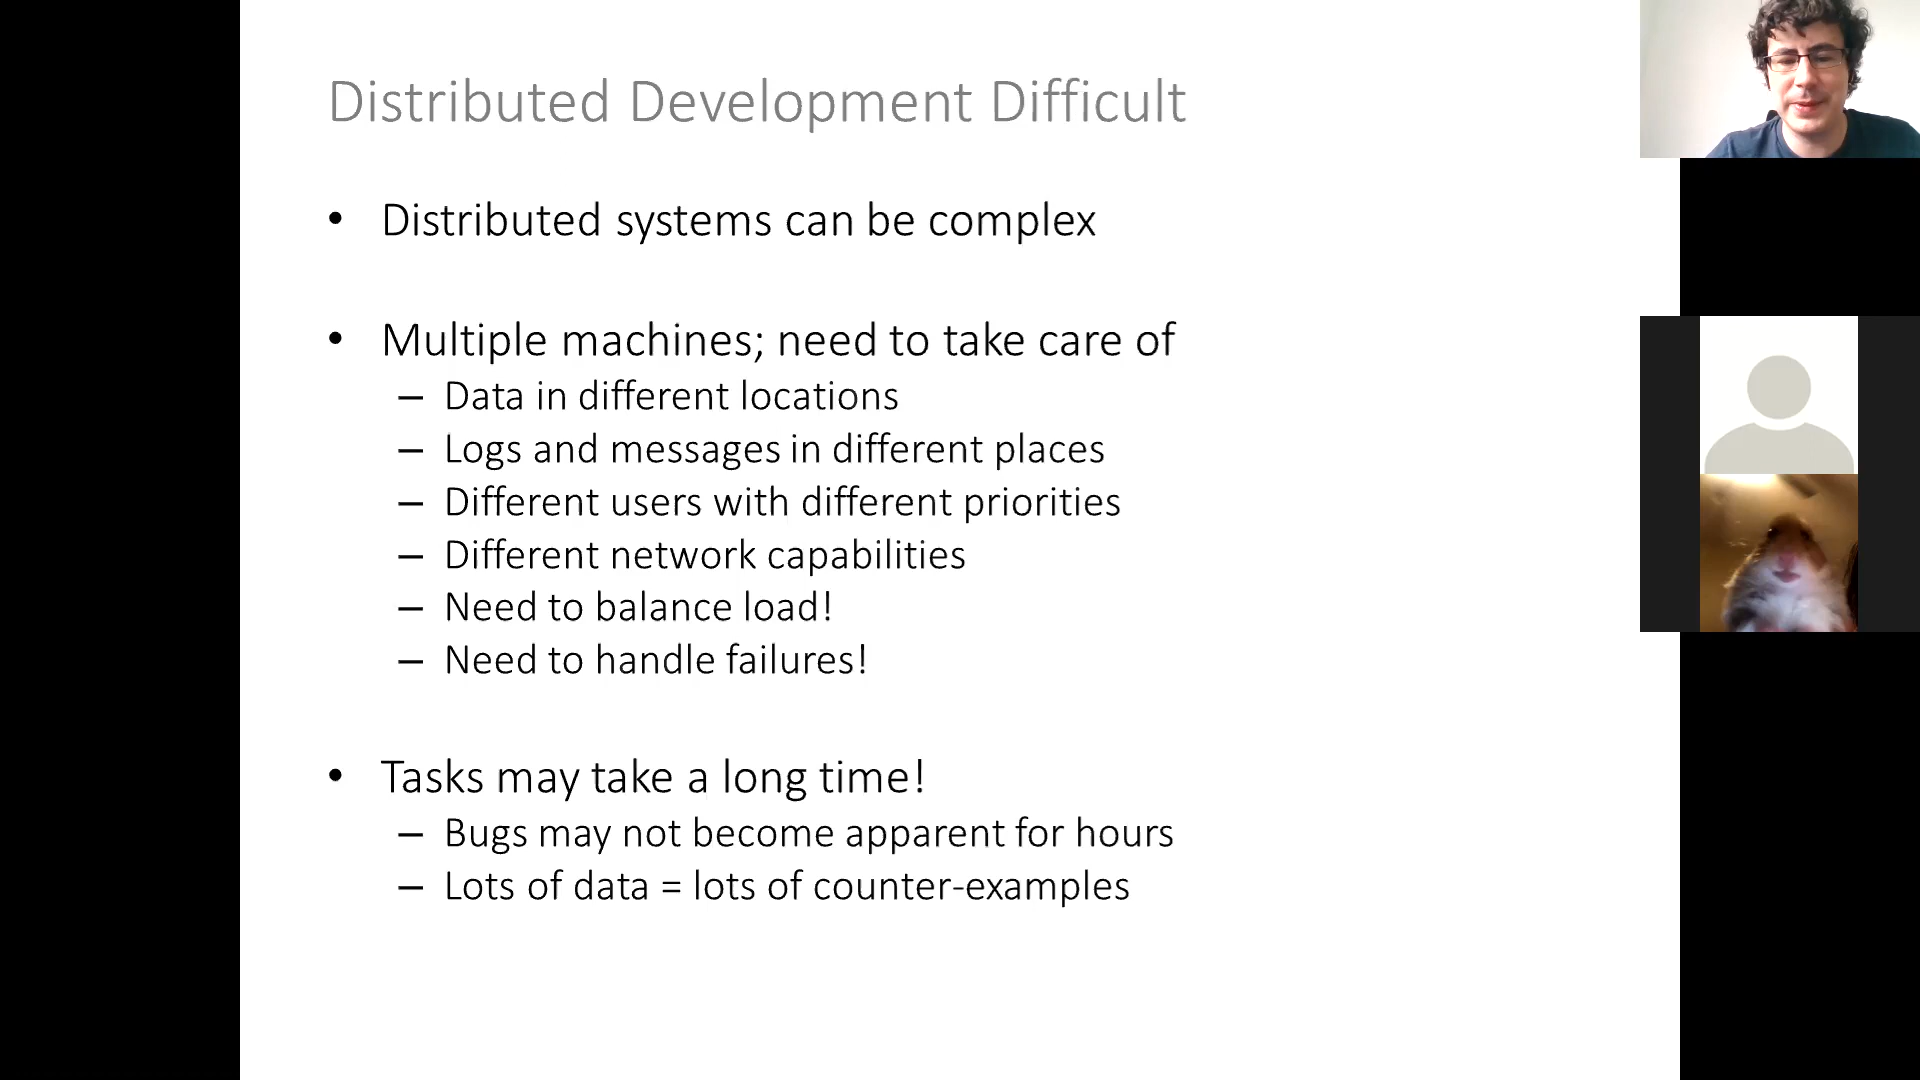 Distributed Development Difficult
• Distributed systems can be complex
• Multiple machines; need to take care of
– Data in different locations
– Logs and messages in different places
– Different users with different priorities
– Different network capabilities
– Need to balance load!
– Need to handle failures!
• Tasks may take a long time!
– Bugs may not become apparent for hours
– Lots of data = lots of counter-examples